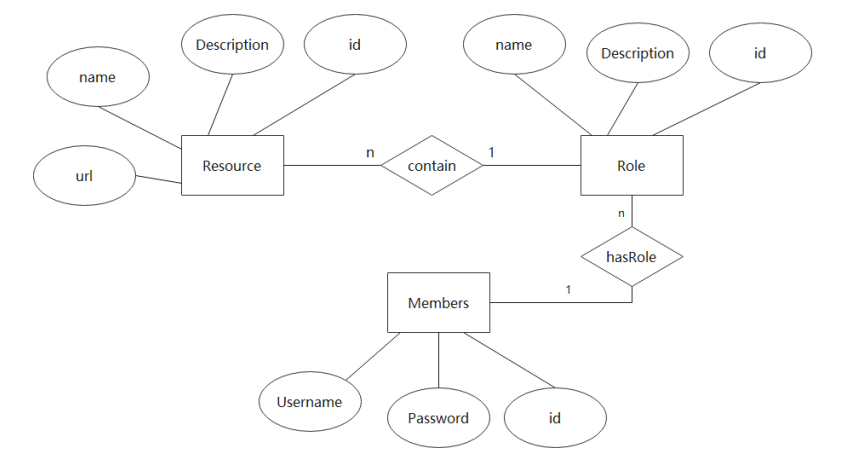 Description
id
name
Description
id
name
url
Resource
n
contain
1
Role
n
hasRole
1
Members
Username
Password
id